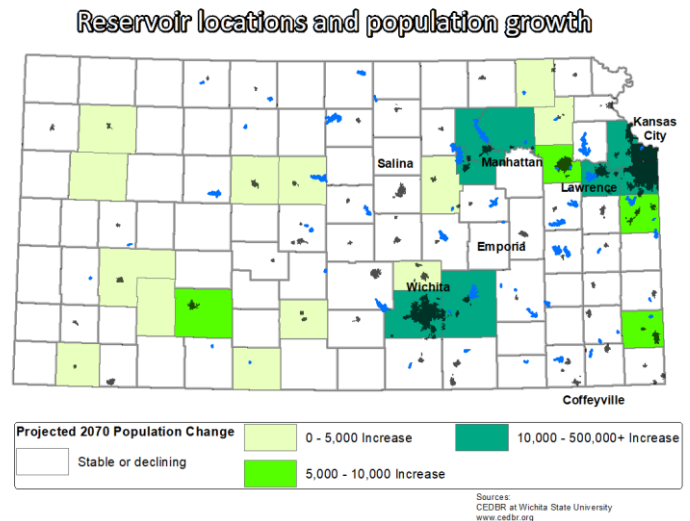 Reservoir locations and population growth
Kansas
City
Salina
Manhattan
Lawrence
Emporia
Wichita
Coffeyville
Projected 2070 Population Change
Stable or declining
0 - 5,000 Increase
5,000 - 10,000 Increase
10,000 - 500,000+ Increase
Sources:
CEDBR at Wichita State University
www.cedbr.org